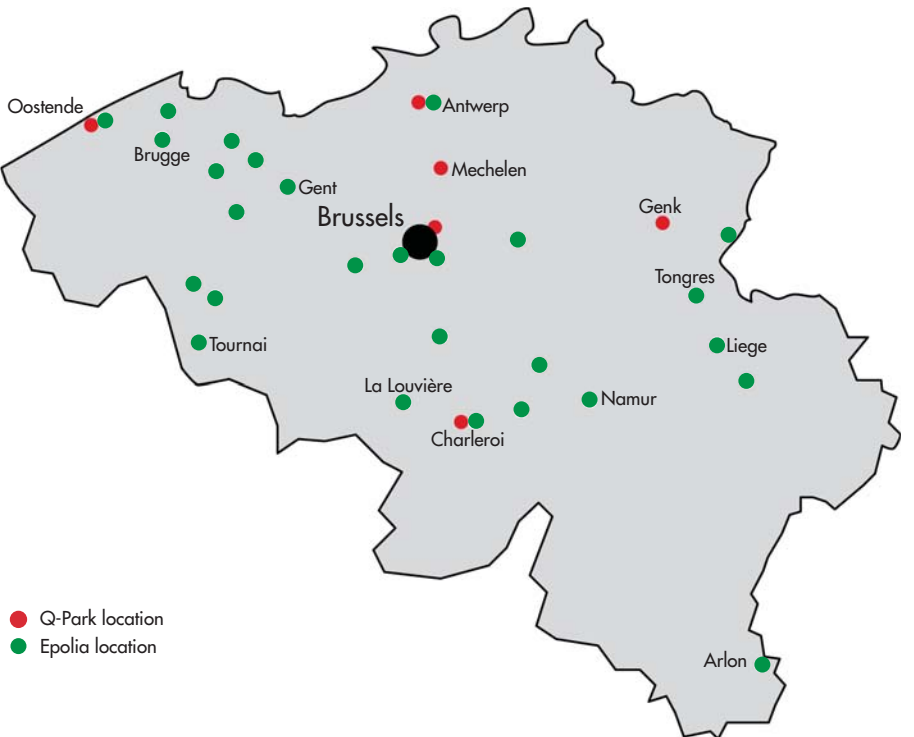 Oostende
Antwerp
Brugge
Mechelen
Gent
Genk
Brussels
Tongres
Tournai
Liege
La Louvière
Namur
Charleroi
Q-Park location
Epolia location
Arlon